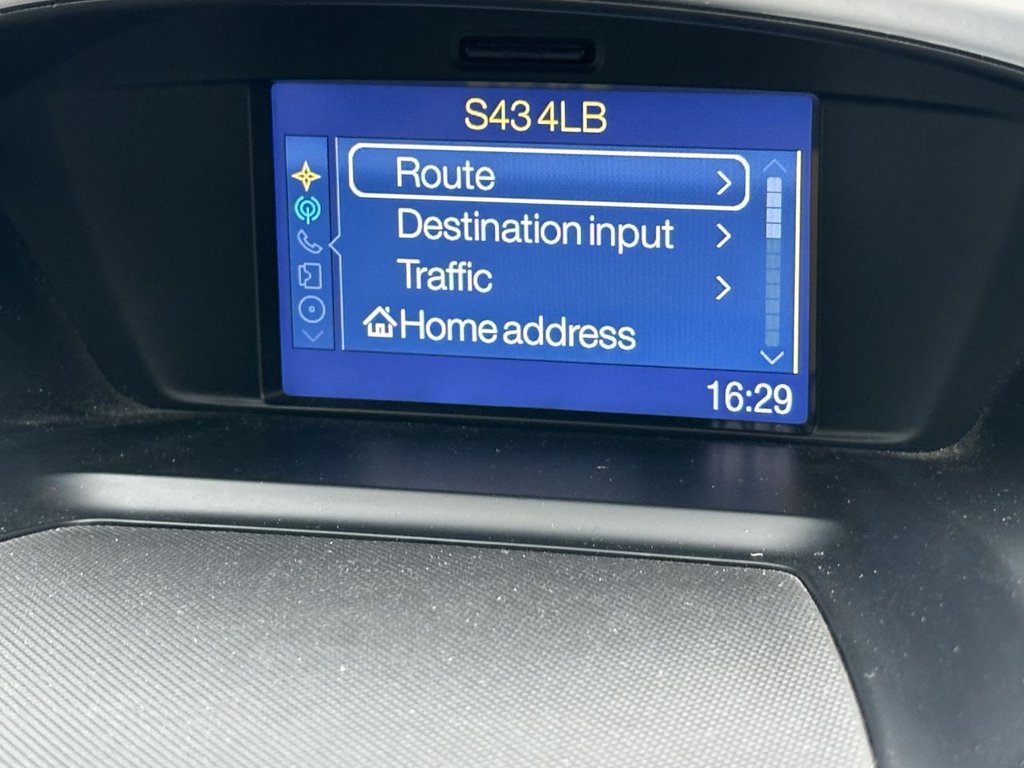 S43 4LB
Route
Destination input
Traffic
Home address
16:29